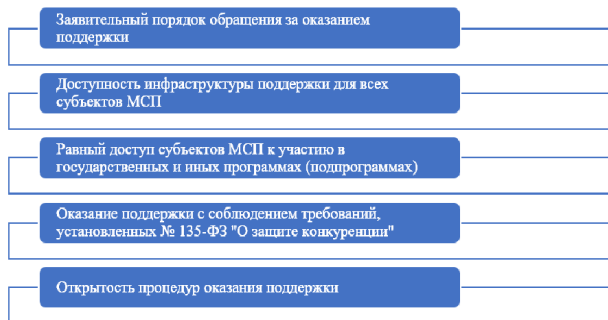 Заявительный порядок обращения за оказанием
поддержки
Доступность инфраструктуры поддержки для всех
субъектов МСП
Равный доступ субъектов МСП к участию в
государственных и иных программах (подпрограммах)
Оказание поддержки с соблюдением требований,
установленных № 135-ФЗ "О защите конкуренции"
Открытость процедур оказания поддержки